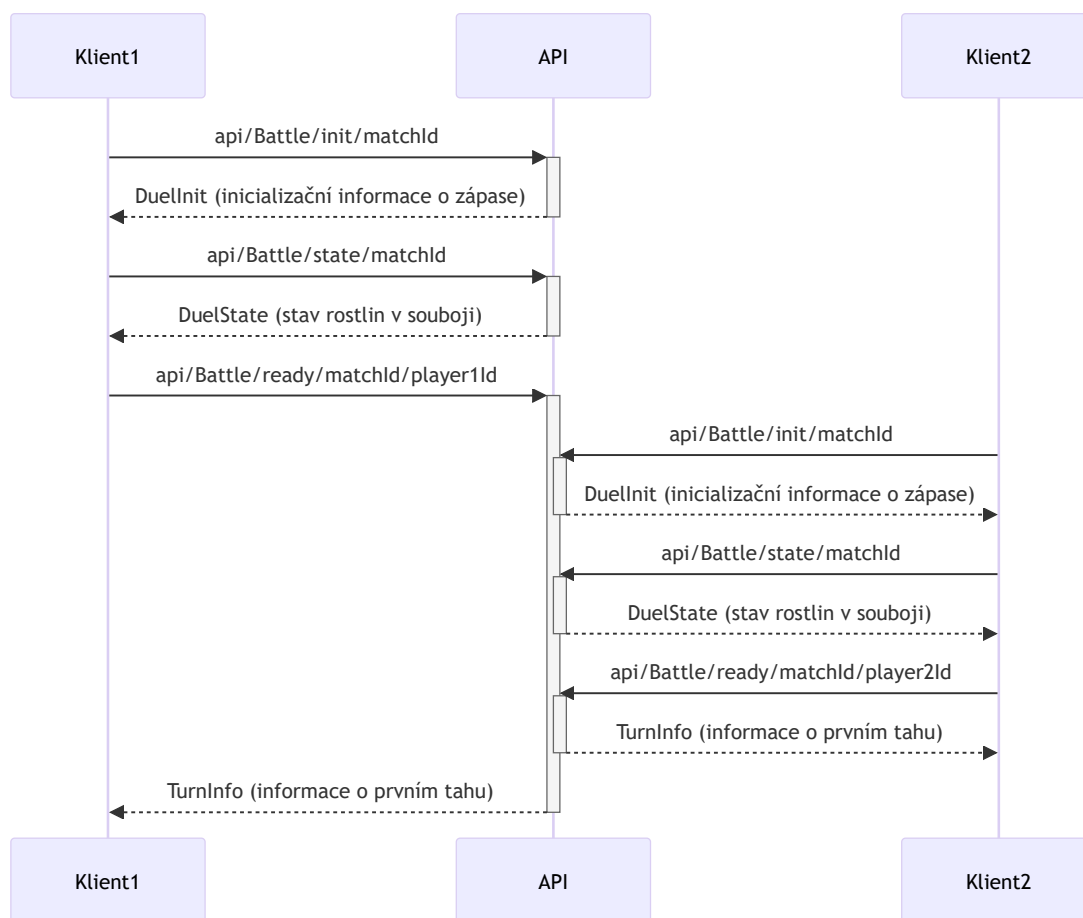 Klient1
API
Klient2
api/Battle/init/matchId
DuelInit (inicializační informace o zápase)
api/Battle/state/matchId
DuelState (stav rostlin v souboji)
api/Battle/ready/matchId/player1Id
api/Battle/init/matchId
DuelInit (inicializační informace o zápase)
api/Battle/state/matchId
DuelState (stav rostlin v souboji)
api/Battle/ready/matchId/player2Id
TurnInfo (informace o prvním tahu)
TurnInfo (informace o prvním tahu)
Klient1
API
Klient2